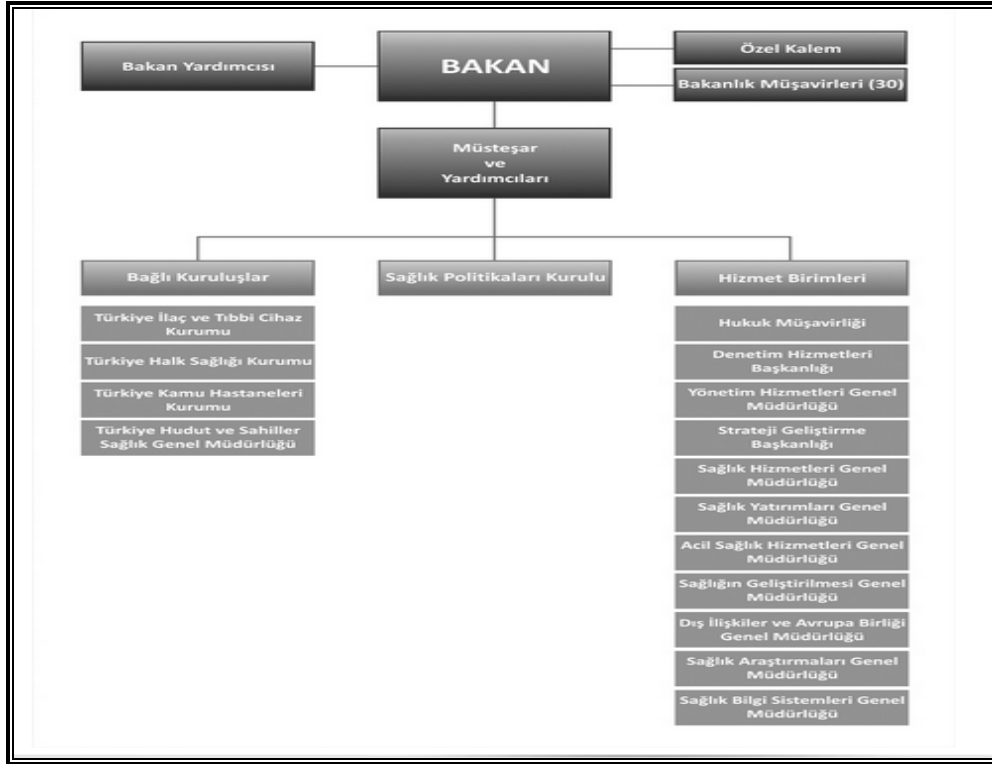 Bakan Yardımcısı
BAKAN
Özel Kalem
Bakanlık Müşavirleri (30)
Müsteşar
ve
Yardımcıları
Bağlı Kuruluşlar
Türkiye İlaç ve Tıbbi Cihaz
Kurumu
Türkiye Halk Sağlığı Kurumu
Türkiye Kamu Hastaneleri
Kurumu
Türkiye Hudut ve Sahiller
Sağlık Genel Müdürlüğü
Sağlık Politikaları Kurulu
Hizmet Birimleri
Hukuk Müşavirliği
Denetim Hizmetleri
Başkanlığı
Yönetim Hizmetleri Genel
Müdürlüğü
Strateji Geliştirme
Başkanlığı
Sağlık Hizmetleri Genel
Müdürlüğü
Sağlık Yatırımları Genel
Müdürlüğü
Acil Sağlık Hizmetleri Genel
Müdürlüğü
Sağlığın Geliştirilmesi Genel
Müdürlüğü
Dış İlişkiler ve Avrupa Birliği
Genel Müdürlüğü
Sağlık Araştırmaları Genel
Müdürlüğü
Sağlık Bilgi Sistemleri Genel
Müdürlüğü